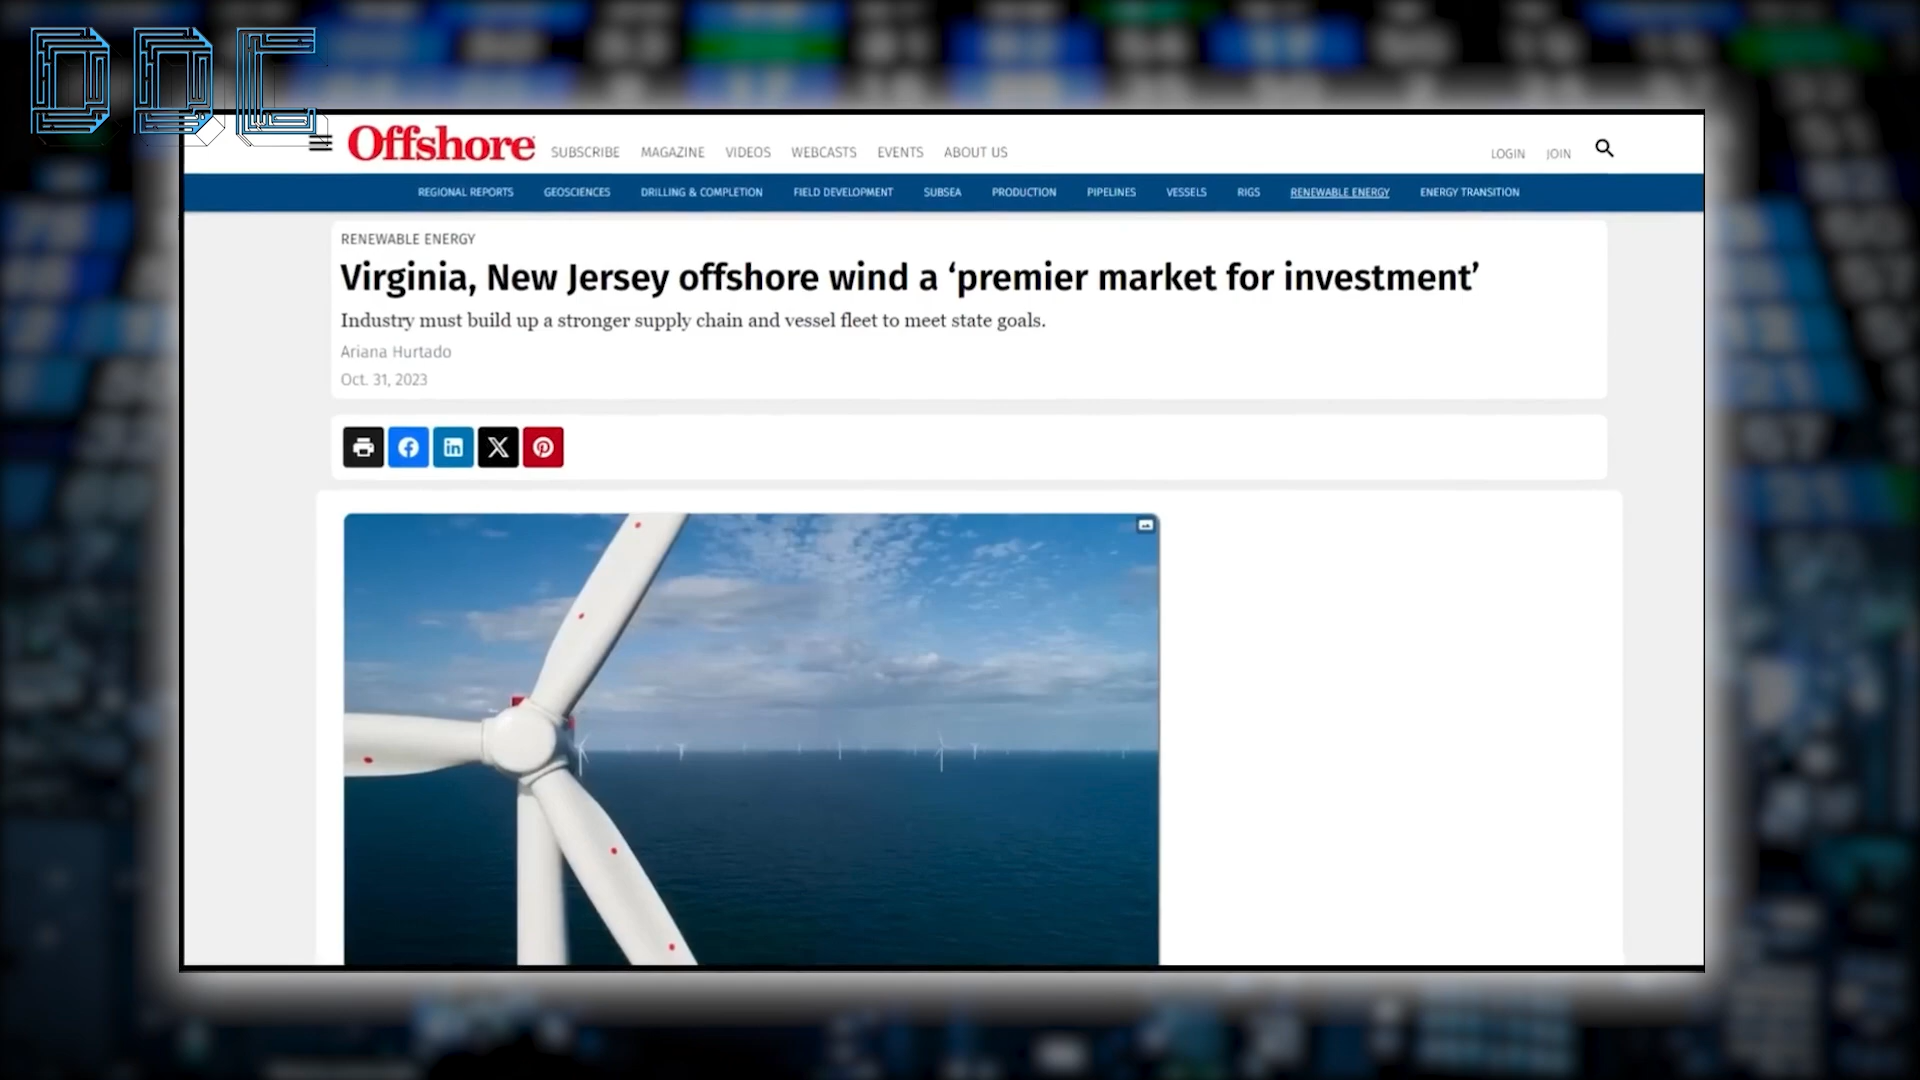 DDC
Offshore
SUBSCRIBE MAGAZINE VIDEOS WEBCASTS EVENTS ABOUT US
LOGIN JOIN
REGIONAL REPORTS GEOSCIENCES DRILLING & COMPLETION FIELD DEVELOPMENT SUBSEA PRODUCTION PIPELINES VESSELS RIGS RENEWABLE ENERGY ENERGY TRANSITION
RENEWABLE ENERGY
Virginia, New Jersey offshore wind a ‘premier market for investment’
Industry must build up a stronger supply chain and vessel fleet to meet state goals.
Ariana Hurtado
Oct. 31, 2023